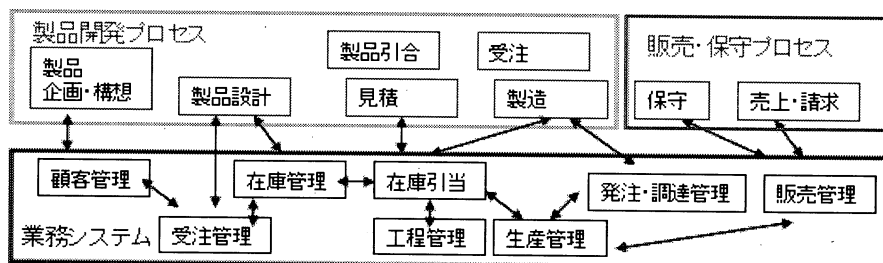 製品開発プロセス
製品
企画・構想
製品設計
製品引合
見積
受注
製造
販売・保守プロセス
保守
売上・請求
顧客管理
在庫管理
在庫引当
発注・調達管理
販売管理
業務システム
受注管理
工程管理
生産管理